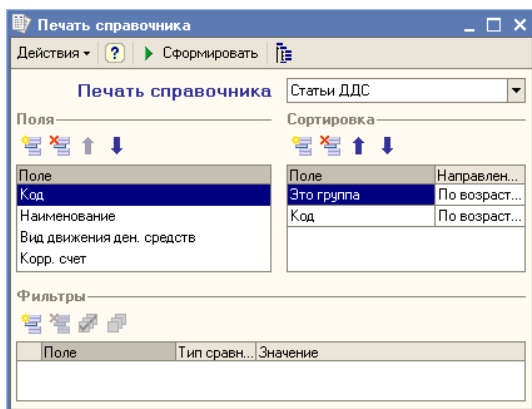 Печать справочника
Действия ? Сформировать
Печать справочника Статьи ДДС
Поля Сортировка
Поле Поле Направлен...
Код Это группа По возраст...
Наименование Код По возраст...
Вид движения ден. средств
Корр. счет
Фильтры
Поле Тип сравн... Значение